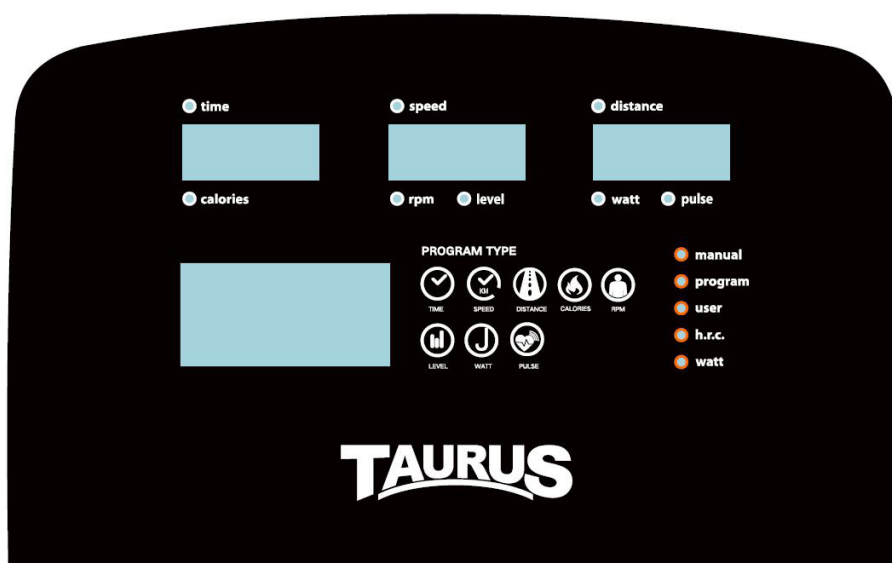 time speed distance
calories rpm level watt pulse
PROGRAM TYPE
KM
TIME SPEED DISTANCE CALORIES RPM
LEVEL WATT PULSE
manual
program
user
h.r.c.
watt
TAURUS